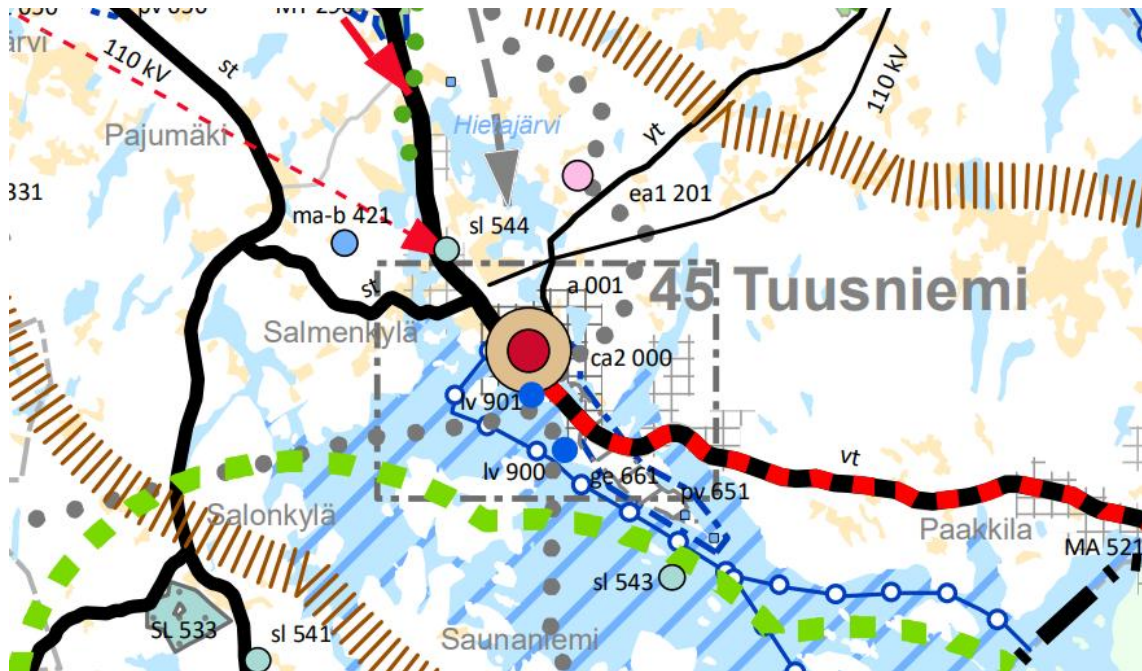 110 kV
st
Pajumäki
331
ma-b 421
Hietajärvi
sl 544
yt
110 kV
ea1 201
st
Salmenkylä
a 001
45 Tuusniemi
ca2 000
lv 901
lv 900
ge 661
pv 651
vt
Paakkila
MA 521
Salonkylä
sl 543
SL 533
sl 541
Saunaniemi